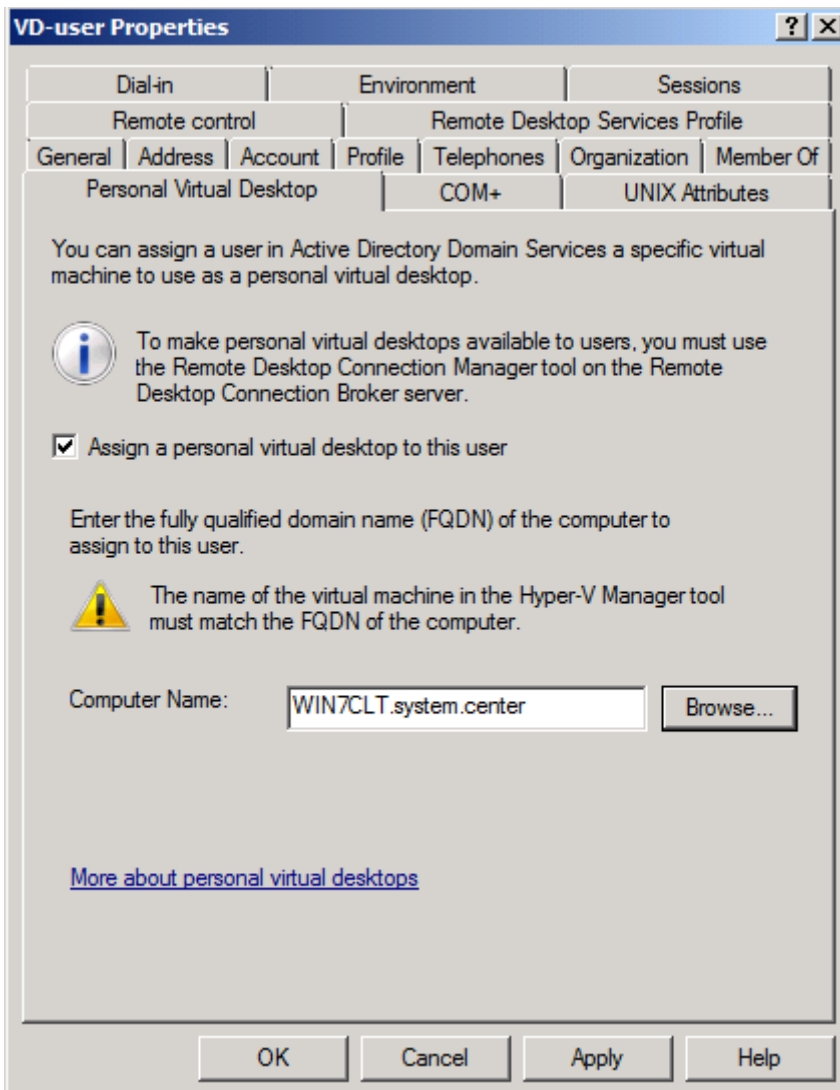 VD-user Properties
Dial-in Environment Sessions
Remote control Remote Desktop Services Profile
General Address Account Profile Telephones Organization Member Of
Personal Virtual Desktop COM+ UNIX Attributes
You can assign a user in Active Directory Domain Services a specific virtual
machine to use as a personal virtual desktop.
To make personal virtual desktops available to users, you must use
the Remote Desktop Connection Manager tool on the Remote
Desktop Connection Broker server.
Assign a personal virtual desktop to this user
Enter the fully qualified domain name (FQDN) of the computer to
assign to this user.
The name of the virtual machine in the Hyper-V Manager tool
must match the FQDN of the computer.
Computer Name: WIN7CLT.system.center Browse...
More about personal virtual desktops
OK Cancel Apply Help